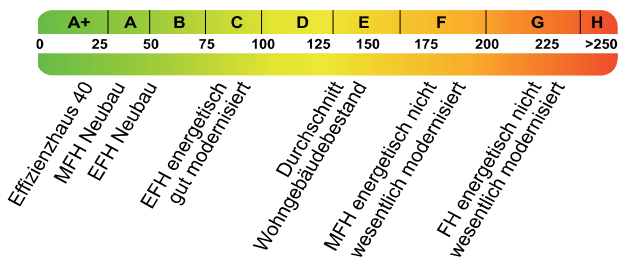 A+ A B C D E F G H
0 25 50 75 100 125 150 175 200 225 >250
Effizienzhaus 40
MFH Neubau
EFH Neubau
EFH energetisch
gut modernisiert
Durchschnitt
Wohngebäudebestand
MFH energetisch nicht
wesentlich modernisiert
FH energetisch nicht
wesentlich modernisiert